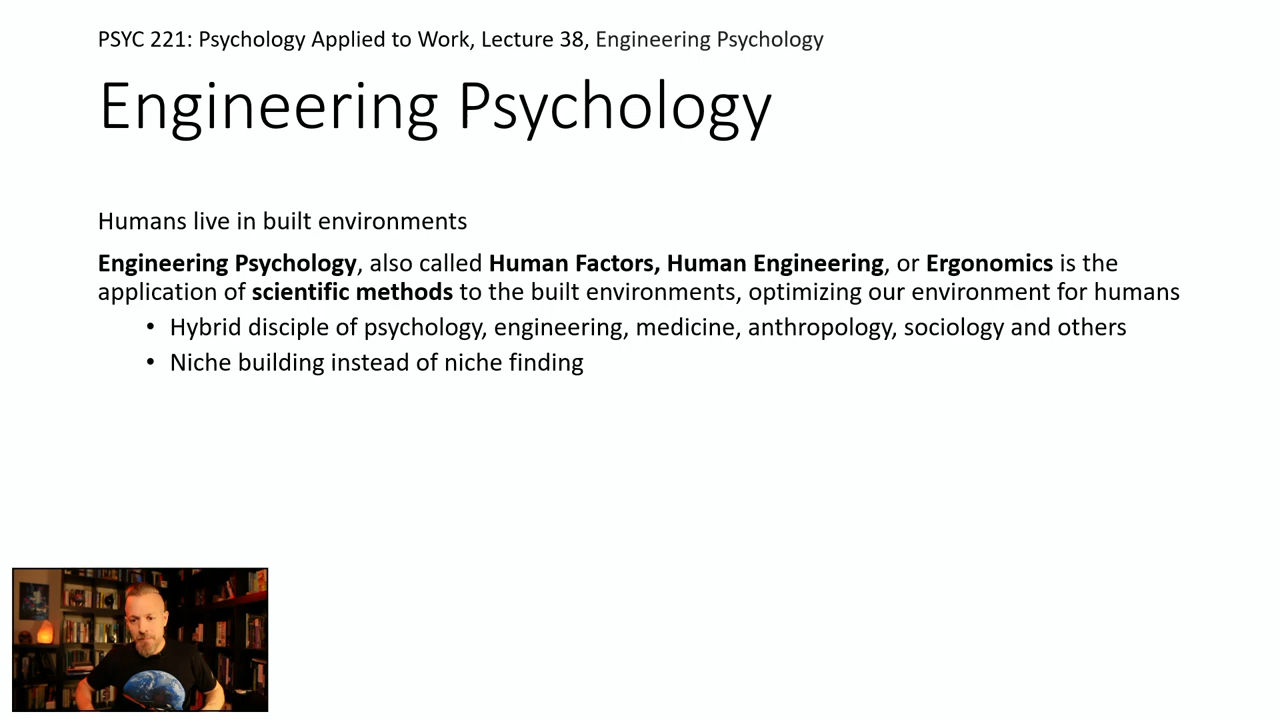 PSYC 221: Psychology Applied to Work, Lecture 38, Engineering Psychology
Engineering Psychology
Humans live in built environments
Engineering Psychology, also called Human Factors, Human Engineering, or Ergonomics is the
application of scientific methods to the built environments, optimizing our environment for humans
• Hybrid disciple of psychology, engineering, medicine, anthropology, sociology and others
• Niche building instead of niche finding